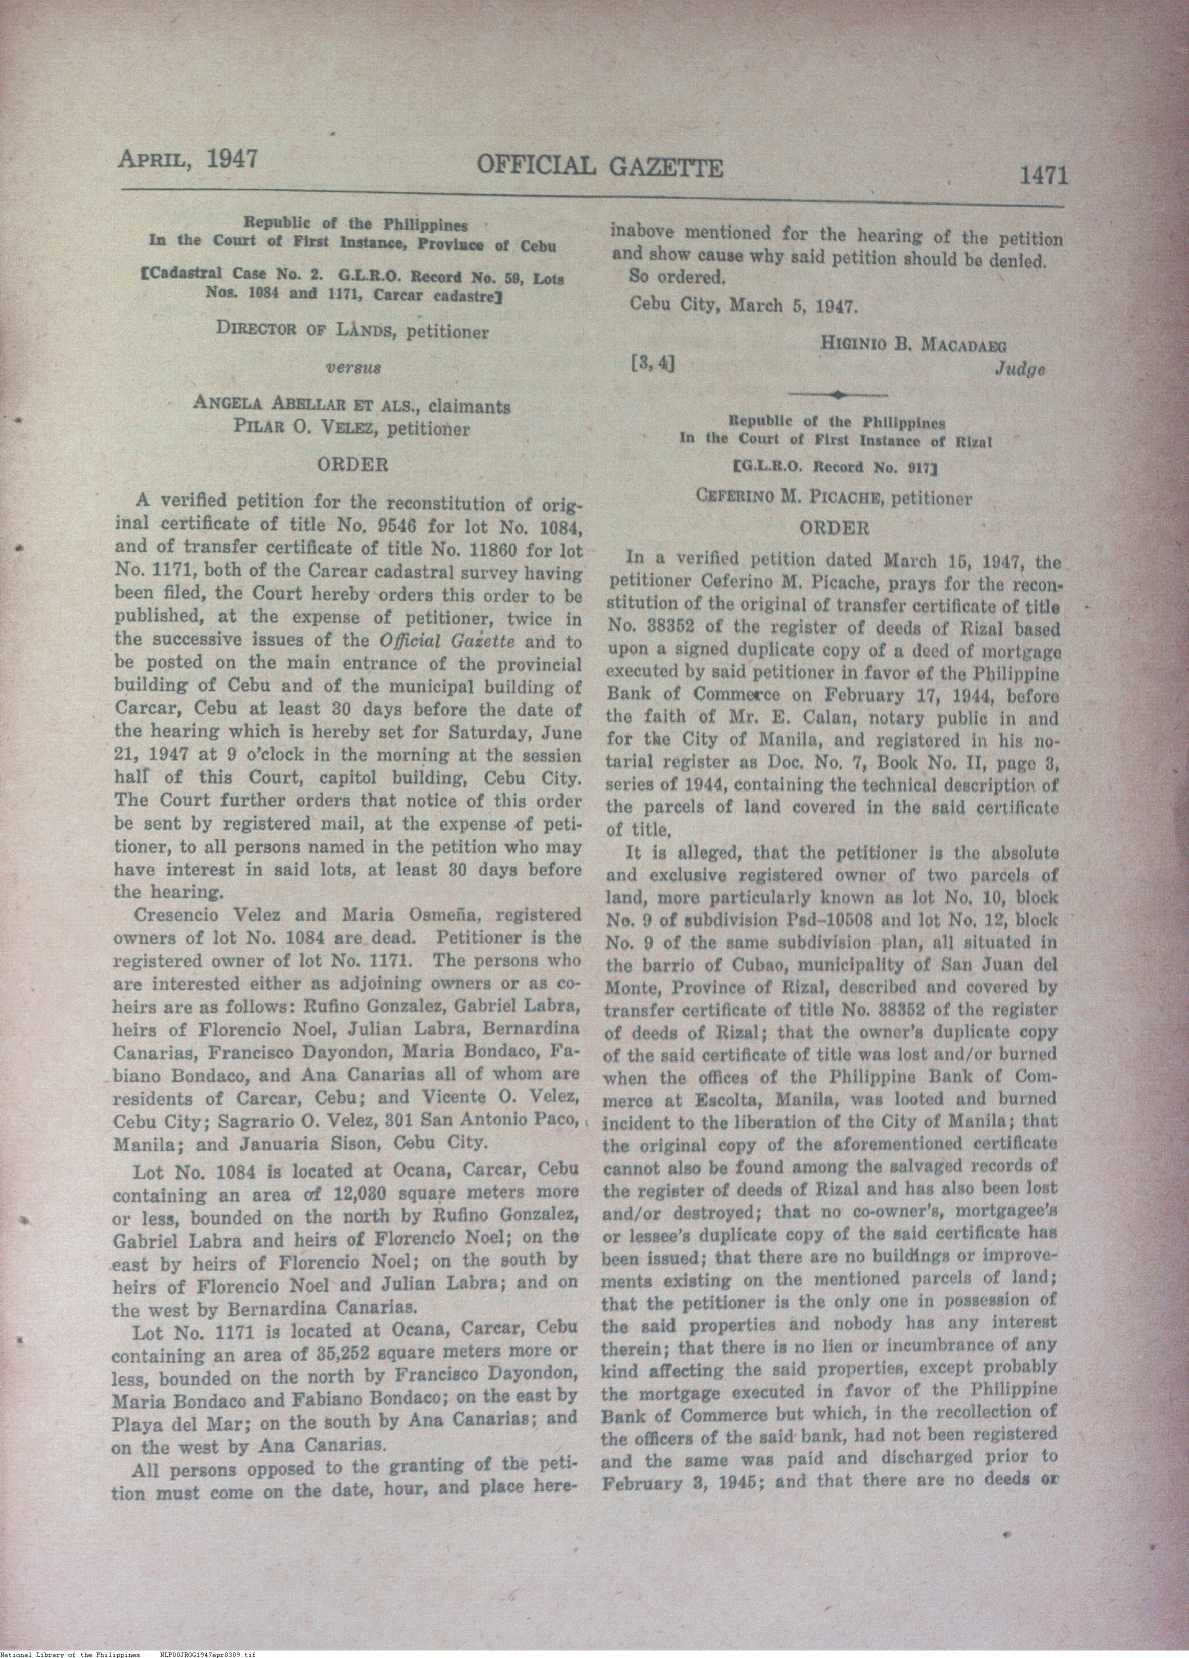 APRIL, 1947
OFFICIAL GAZETTE
1471
Republic of the Philippines
In the Court of First Instance, Province of Cebu
[Cadastral Case No. 2. G.L.R.O. Record No. 59, Lots
Nos. 1084 and 1171, Carcar cadastre]
DIRECTOR OF LANDS, petitioner
versus
ANGELA ABELLAR ET ALS., claimants
PILAR O. VELEZ, petitioner
ORDER
A verified petition for the reconstitution of orig-
inal certificate of title No. 9546 for lot No. 1084,
and of transfer certificate of title No. 11860 for lot
No. 1171, both of the Carcar cadastral survey having
been filed, the Court hereby orders this order to be
published, at the expense of petitioner, twice in
the successive issues of the Official Gazette and to
be posted on the main entrance of the provincial
building of Cebu and of the municipal building of
Carcar, Cebu at least 30 days before the date of
the hearing which is hereby set for Saturday, June
21, 1947 at 9 o'clock in the morning at the session
hall of this Court, capitol building, Cebu City.
The Court further orders that notice of this order
be sent by registered mail, at the expense of peti-
tioner, to all persons named in the petition who may
have interest in said lots, at least 30 days before
the hearing.
Cresencio Velez and Maria Osmeña, registered
owners of lot No. 1084 are dead. Petitioner is the
registered owner of lot No. 1171. The persons who
are interested either as adjoining owners or as co-
heirs are as follows: Rufino Gonzalez, Gabriel Labra,
heirs of Florencio Noel, Julian Labra, Bernardina
Canarias, Francisco Dayondon, Maria Bondaco, Fa-
biano Bondaco, and Ana Canarias all of whom are
residents of Carcar, Cebu; and Vicente O. Velez,
Cebu City; Sagrario O. Velez, 301 San Antonio Paco,
Manila; and Januaria Sison, Cebu City.
Lot No. 1084 is located at Ocana, Carcar, Cebu
containing an area of 12,030 square meters more
or less, bounded on the north by Rufino Gonzalez,
Gabriel Labra and heirs of Florencio Noel; on the
east by heirs of Florencio Noel; on the south by
heirs of Florencio Noel and Julian Labra; and on
the west by Bernardina Canarias.
Lot No. 1171 is located at Ocana, Carcar, Cebu
containing an area of 35,252 square meters more or
less, bounded on the north by Francisco Dayondon,
Maria Bondaco and Fabiano Bondaco; on the east by
Playa del Mar; on the south by Ana Canarias; and
on the west by Ana Canarias.
All persons opposed to the granting of the peti-
tion must come on the date, hour, and place here-
inabove mentioned for the hearing of the petition
and show cause why said petition should be denied.
So ordered.
Cebu City, March 5, 1947.
HIGINIO B. MACADAEG
[3, 4] Judge
Republic of the Philippines
In the Court of First Instance of Rizal
[G.L.R.O. Record No. 917]
CEFERINO M. PICACHE, petitioner
ORDER
In a verified petition dated March 15, 1947, the
petitioner Ceferino M. Picache, prays for the recon-
stitution of the original of transfer certificate of title
No. 38352 of the register of deeds of Rizal based
upon a signed duplicate copy of a deed of mortgage
executed by said petitioner in favor of the Philippine
Bank of Commerce on February 17, 1944, before
the faith of Mr. E. Calan, notary public in and
for the City of Manila, and registered in his no-
tarial register as Doc. No. 7, Book No. II, page 3,
series of 1944, containing the technical description of
the parcels of land covered in the said certificate
of title,
It is alleged, that the petitioner is the absolute
and exclusive registered owner of two parcels of
land, more particularly known as lot No. 10, block
No. 9 of subdivision Psd-10508 and lot No. 12, block
No. 9 of the same subdivision plan, all situated in
the barrio of Cubao, municipality of San Juan del
Monte, Province of Rizal, described and covered by
transfer certificate of title No. 38352 of the register
of deeds of Rizal; that the owner's duplicate copy
of the said certificate of title was lost and/or burned
when the offices of the Philippine Bank of Com-
merce at Escolta, Manila, was looted and burned
incident to the liberation of the City of Manila; that
the original copy of the aforementioned certificate
cannot also be found among the salvaged records of
the register of deeds of Rizal and has also been lost
and/or destroyed; that no co-owner's, mortgagee's
or lessee's duplicate copy of the said certificate has
been issued; that there are no buildings or improve-
ments existing on the mentioned parcels of land;
that the petitioner is the only one in possession of
the said properties and nobody has any interest
therein; that there is no lien or incumbrance of any
kind affecting the said properties, except probably
the mortgage executed in favor of the Philippine
Bank of Commerce but which, in the recollection of
the officers of the said bank, had not been registered
and the same was paid and discharged prior to
February 3, 1945; and that there are no deeds or
National Library of the Philippines NLP00JROG1947apr0309.tif